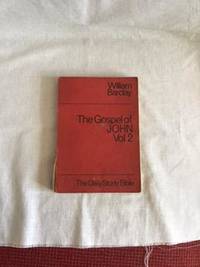 William
Barclay
The Gospel of
JOHN
Vol 2
The Daily Study Bible